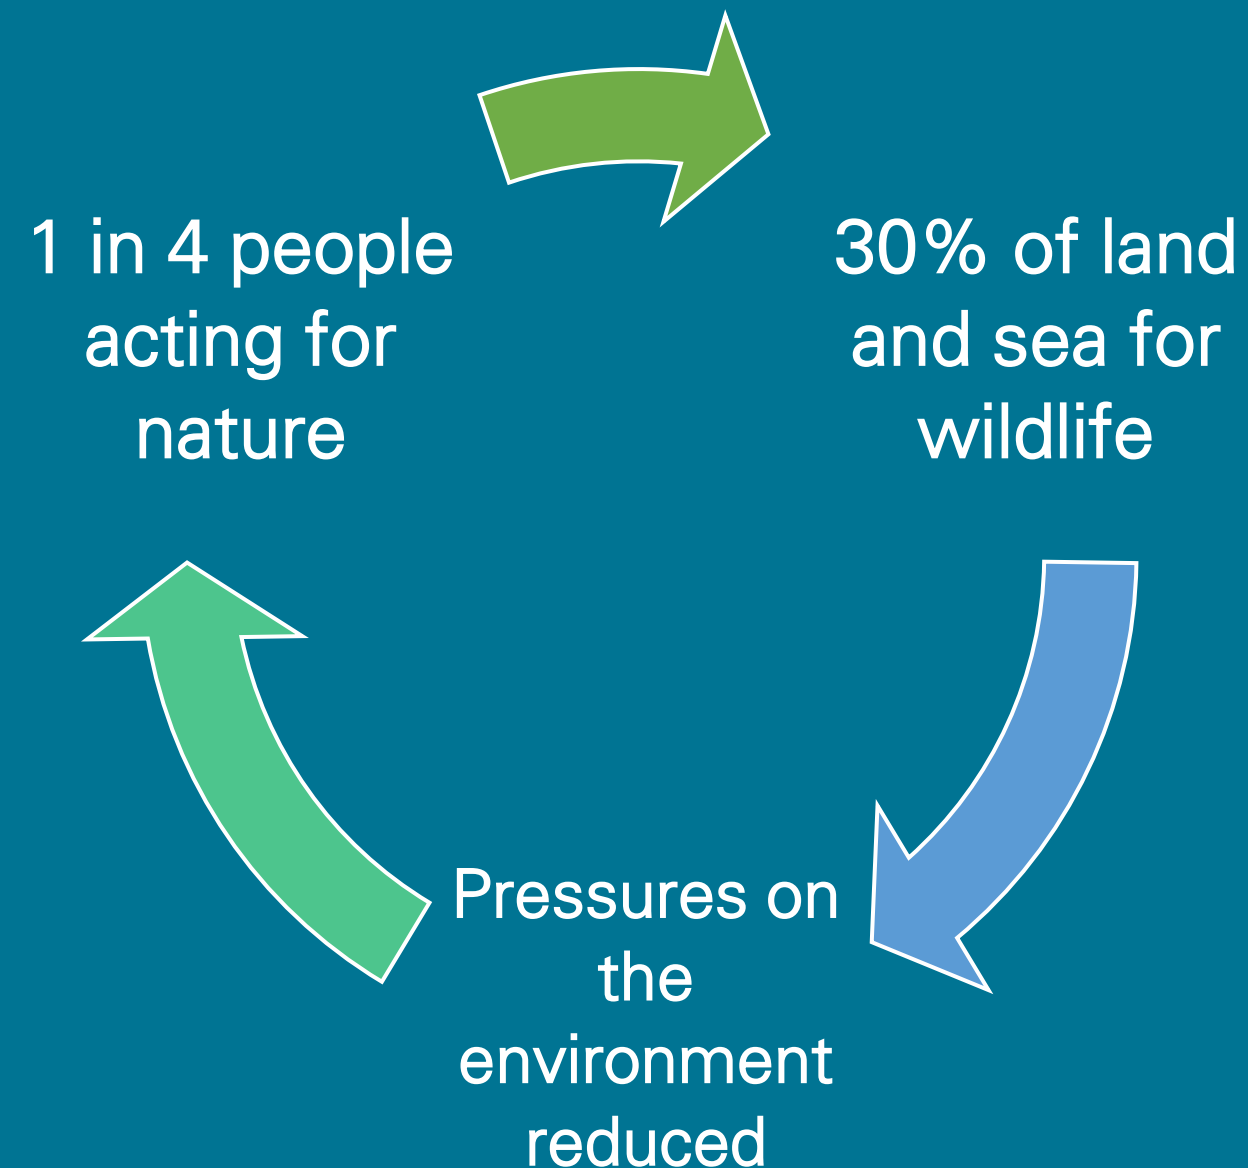 1 in 4 people
acting for
nature
30% of land
and sea for
wildlife
Pressures on
the
environment
reduced